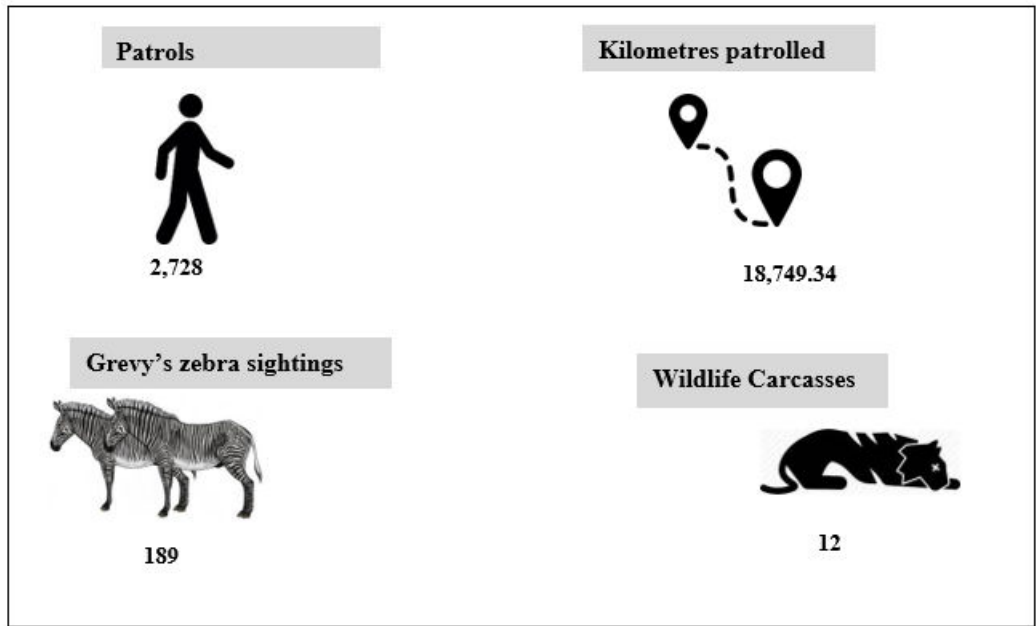 Patrols
Kilometres patrolled
2,728
18,749.34
Grevy’s zebra sightings
Wildlife Carcasses
189
12